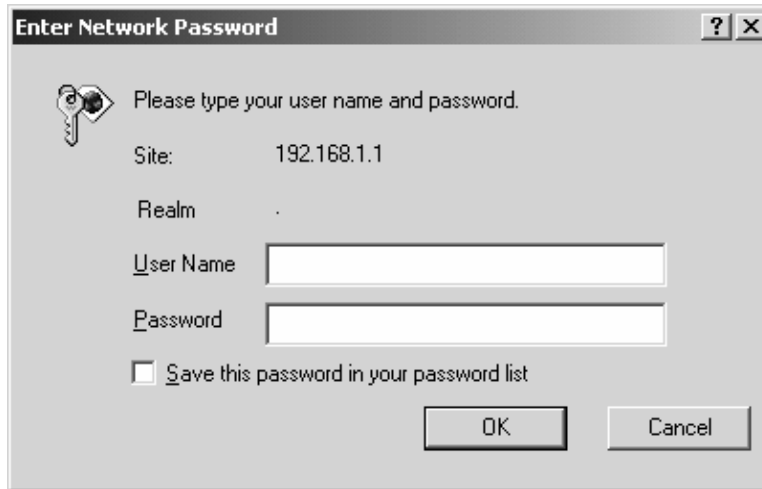 Enter Network Password
Please type your user name and password.
Site: 192.168.1.1
Realm .
User Name
Password
Save this password in your password list
OK Cancel